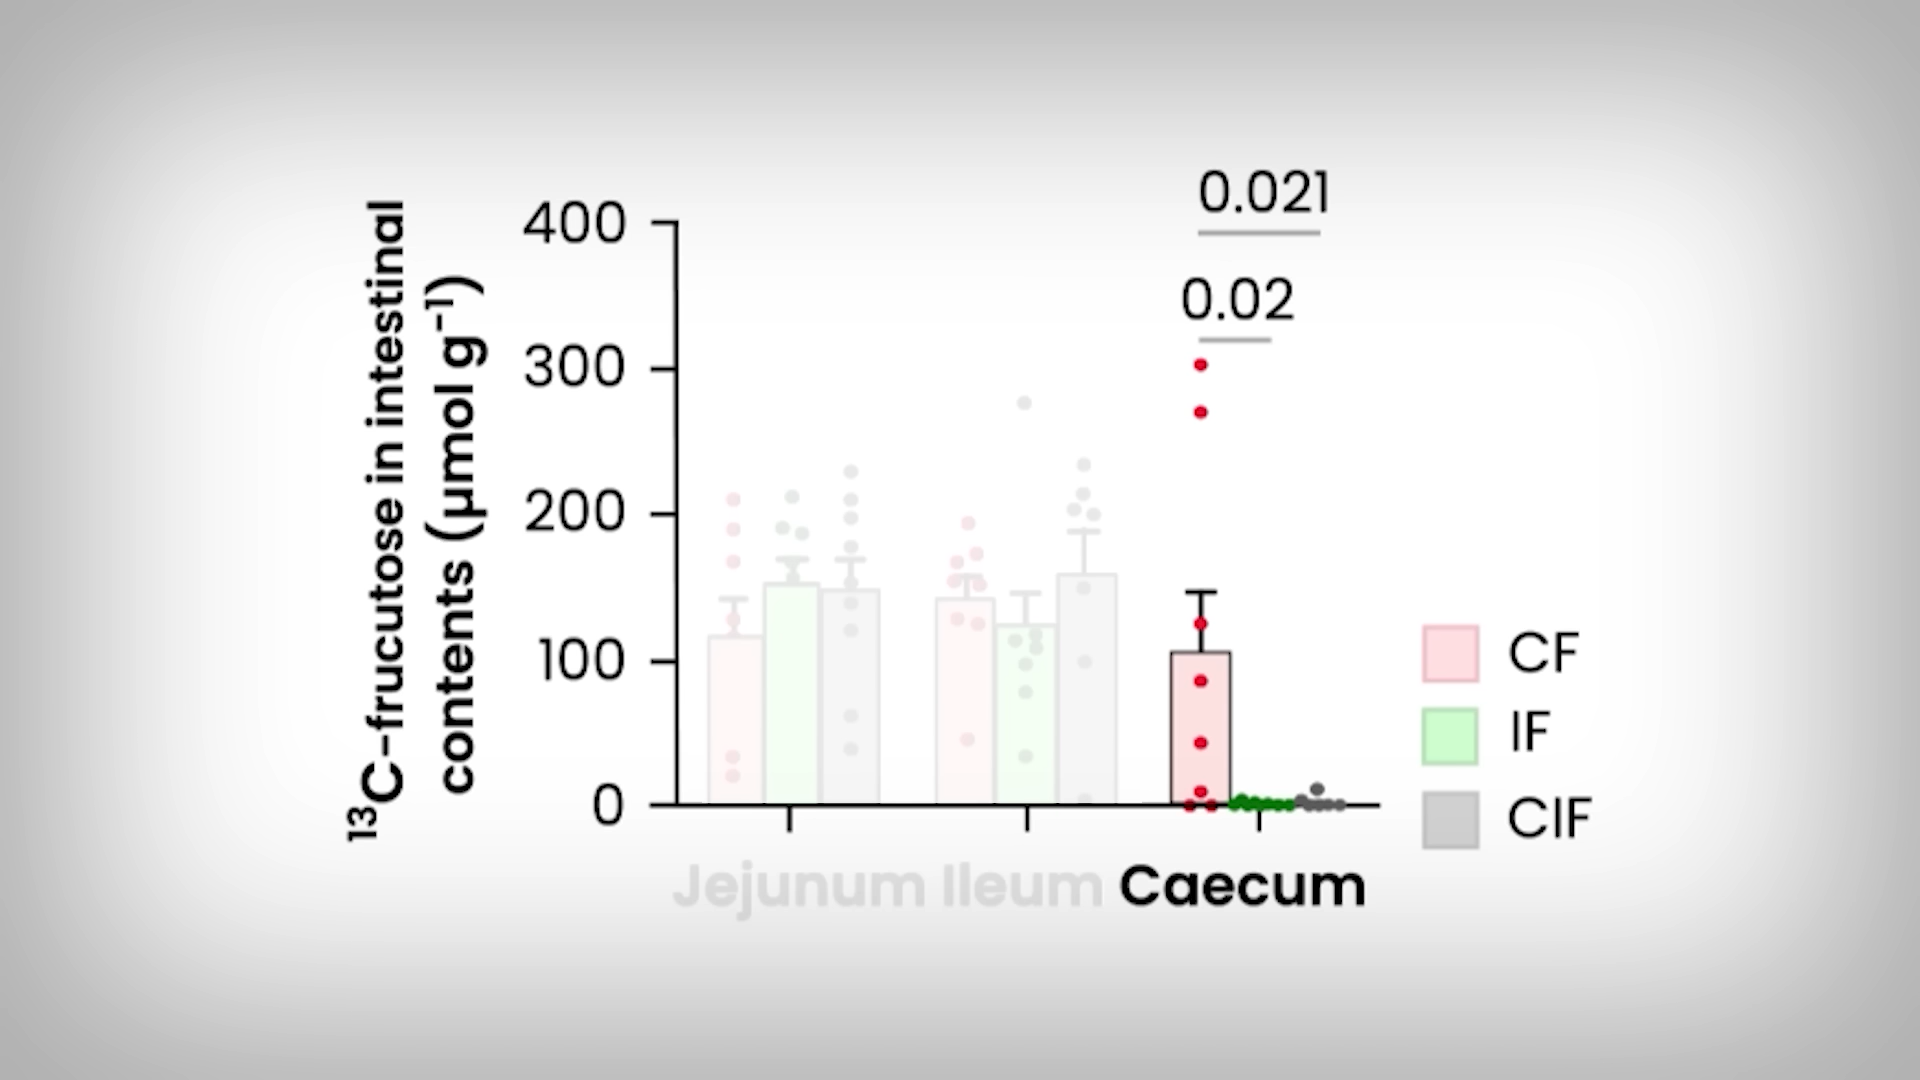 ¹³C-frucutose in intestinal
contents (µmol g⁻¹)
400
300
200
100
0
0.021
0.02
Jejunum Ileum Caecum
CF
IF
CIF